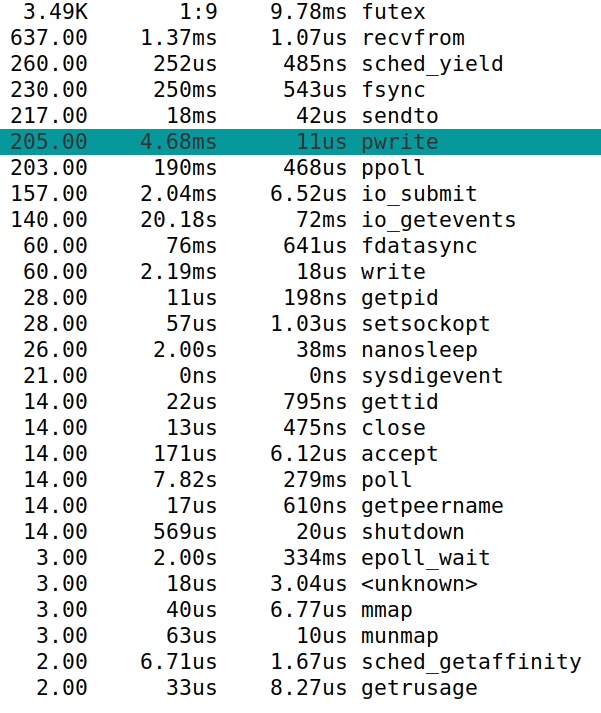 3.49K 1:9 9.78ms futex
637.00 1.37ms 1.07us recvfrom
260.00 252us 485ns sched_yield
230.00 250ms 543us fsync
217.00 18ms 42us sendto
205.00 4.68ms 11us pwrite
203.00 190ms 468us ppoll
157.00 2.04ms 6.52us io_submit
140.00 20.18s 72ms io_getevents
60.00 76ms 641us fdatasync
60.00 2.19ms 18us write
28.00 11us 198ns getpid
28.00 57us 1.03us setsockopt
26.00 2.00s 38ms nanosleep
21.00 0ns 0ns sysdigevent
14.00 22us 795ns gettid
14.00 13us 475ns close
14.00 171us 6.12us accept
14.00 7.82s 279ms poll
14.00 17us 610ns getpeername
14.00 569us 20us shutdown
3.00 2.00s 334ms epoll_wait
3.00 18us 3.04us <unknown>
3.00 40us 6.77us mmap
3.00 63us 10us munmap
2.00 6.71us 1.67us sched_getaffinity
2.00 33us 8.27us getrusage